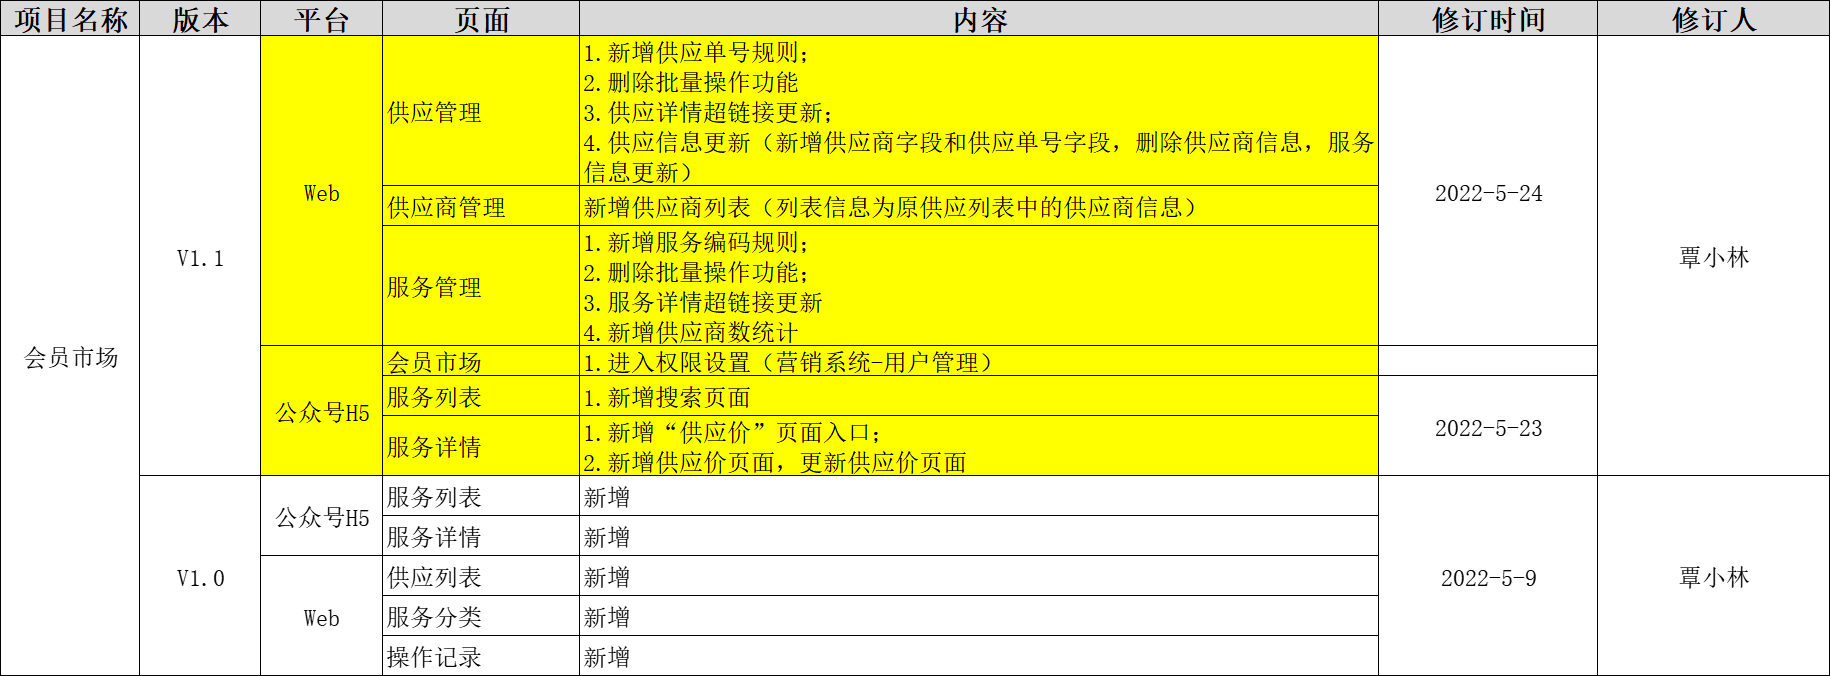 项目名称 版本 平台 页面 内容 修订时间 修订人
会员市场
V1.1
Web
供应管理
1.新增供应单号规则；
2.删除批量操作功能
3.供应详情超链接更新；
4.供应信息更新（新增供应商字段和供应单号字段，删除供应商信息，服务
信息更新）
2022-5-24
覃小林
供应商管理
新增供应商列表（列表信息为原供应列表中的供应商信息）
服务管理
1.新增服务编码规则；
2.删除批量操作功能；
3.服务详情超链接更新
4.新增供应商数统计
公众号H5
会员市场
1.进入权限设置（营销系统-用户管理）
服务列表
1.新增搜索页面
2022-5-23
服务详情
1.新增“供应价”页面入口；
2.新增供应价页面，更新供应价页面
V1.0
公众号H5
服务列表
新增
2022-5-9
覃小林
服务详情
新增
Web
供应列表
新增
服务分类
新增
操作记录
新增